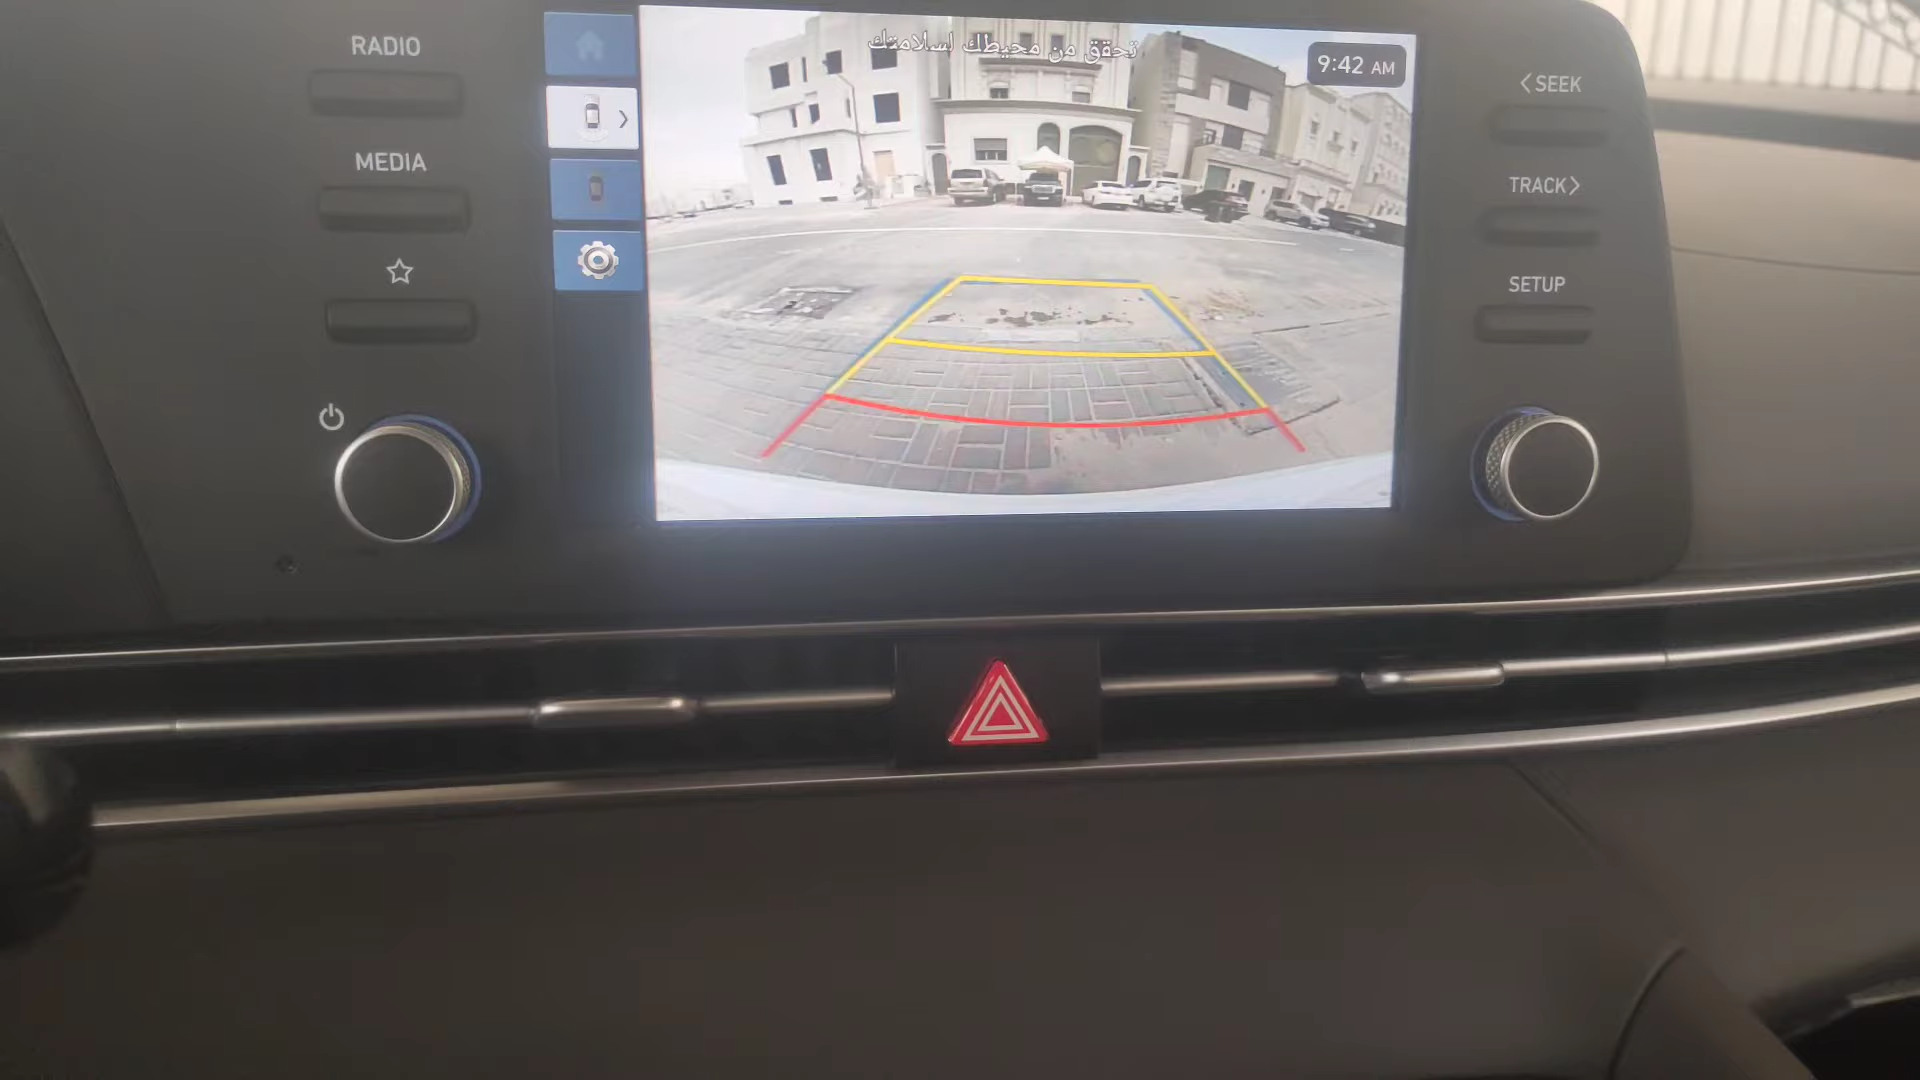 RADIO
MEDIA
تحقق من محيطك لسلامتك
9:42 AM
<SEEK
TRACK>
SETUP